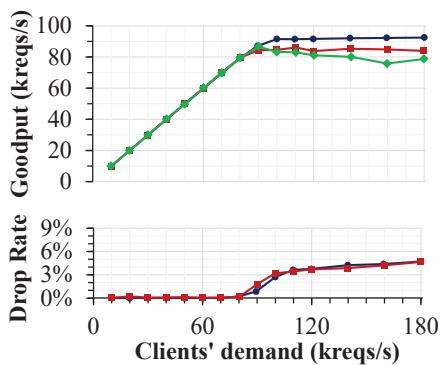 Goodput (kreqs/s)
100
80
60
40
20
0
Drop Rate
9%
6%
3%
0%
0 60 120 180
Clients' demand (kreqs/s)